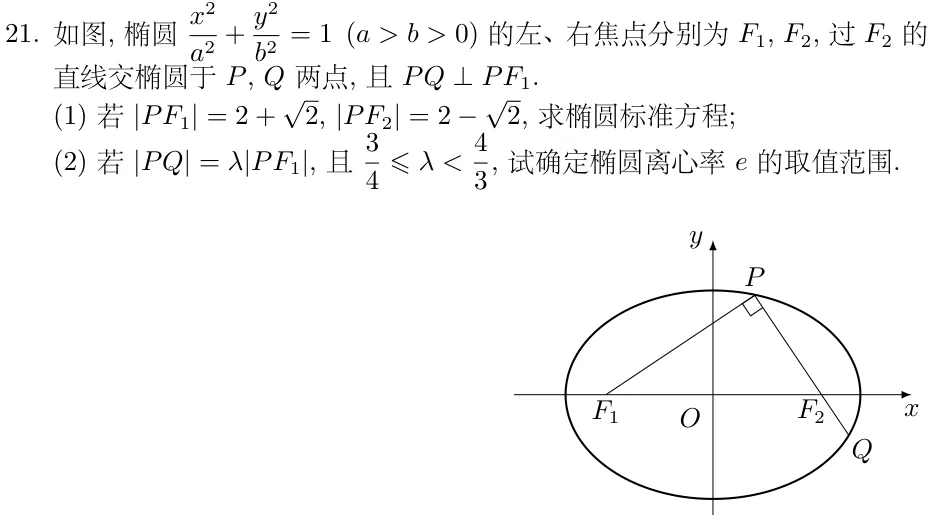 21. 如图, 椭圆 $\frac{x^2}{a^2} + \frac{y^2}{b^2} = 1$ $(a > b > 0)$ 的左、右焦点分别为 $F_1$, $F_2$, 过 $F_2$ 的
直线交椭圆于 $P$, $Q$ 两点, 且 $PQ \perp PF_1$.
(1) 若 $|PF_1| = 2 + \sqrt{2}$, $|PF_2| = 2 - \sqrt{2}$, 求椭圆标准方程;
(2) 若 $|PQ| = \lambda|PF_1|$, 且 $\frac{3}{4} \leqslant \lambda < \frac{4}{3}$, 试确定椭圆离心率 $e$ 的取值范围.
$y$
$P$
$F_1$ $O$ $F_2$ $x$
$Q$